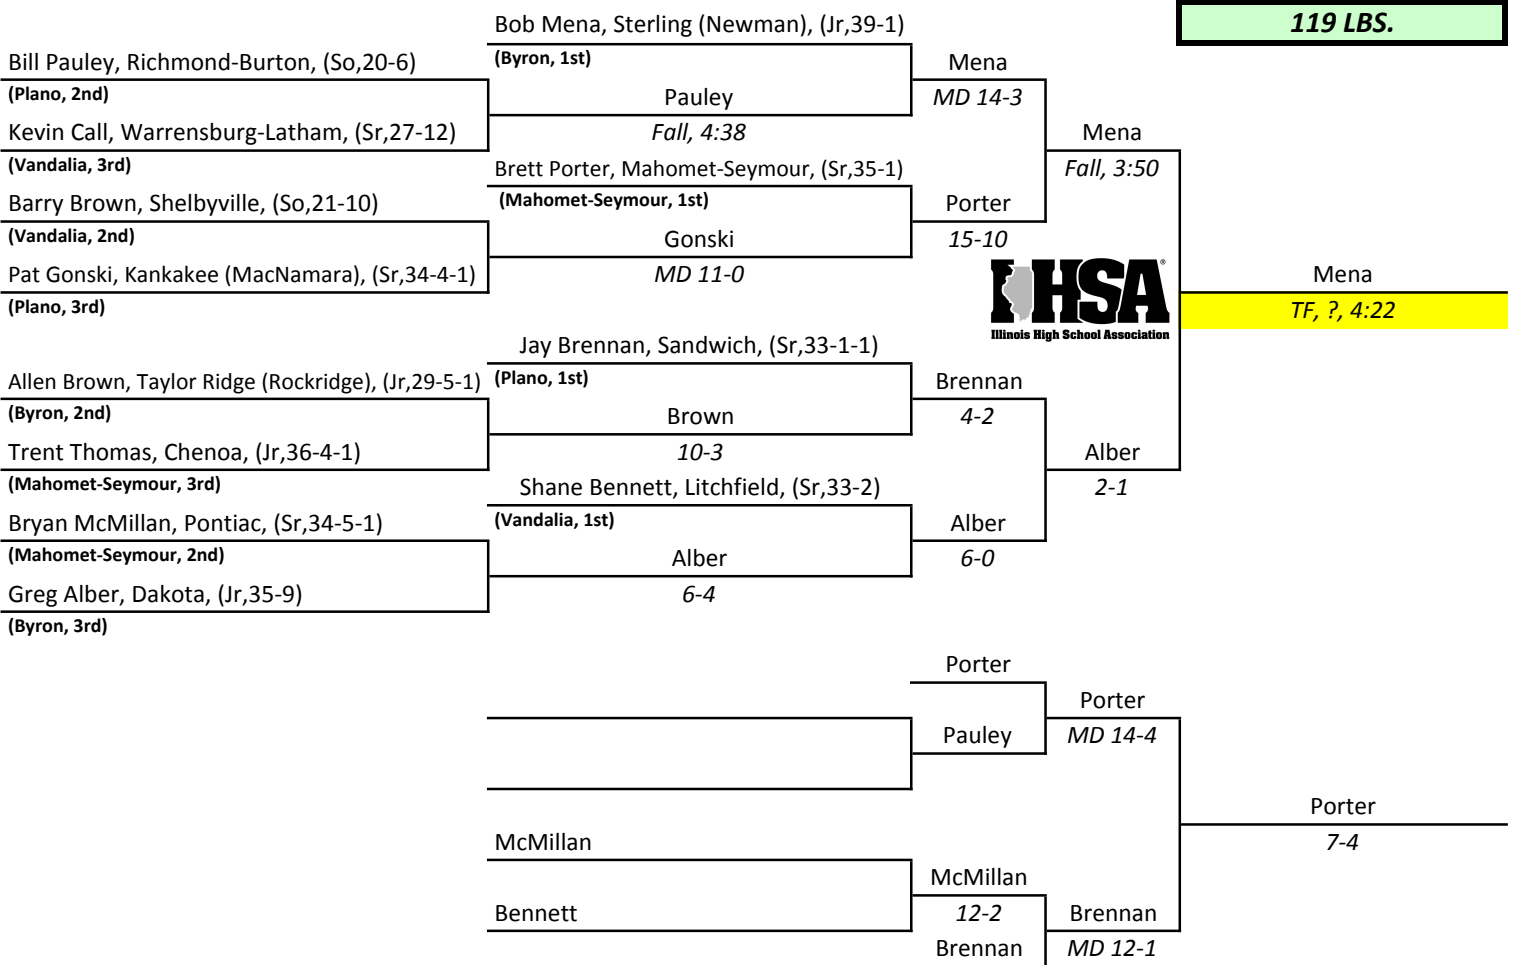 Bob Mena, Sterling (Newman), (Jr,39-1)
119 LBS.
Bill Pauley, Richmond-Burton, (So,20-6)
(Byron, 1st)
Mena
(Plano, 2nd)
Pauley
MD 14-3
Kevin Call, Warrensburg-Latham, (Sr,27-12)
Fall, 4:38
Mena
(Vandalia, 3rd)
Brett Porter, Mahomet-Seymour, (Sr,35-1)
Fall, 3:50
Barry Brown, Shelbyville, (So,21-10)
(Mahomet-Seymour, 1st)
Porter
(Vandalia, 2nd)
Gonski
15-10
Pat Gonski, Kankakee (MacNamara), (Sr,34-4-1)
MD 11-0
IHSA®
Mena
(Plano, 3rd)
TF, ?, 4:22
Illinois High School Association
Jay Brennan, Sandwich, (Sr,33-1-1)
Allen Brown, Taylor Ridge (Rockridge), (Jr,29-5-1)
(Plano, 1st)
Brennan
(Byron, 2nd)
Brown
4-2
Trent Thomas, Chenoa, (Jr,36-4-1)
10-3
Alber
(Mahomet-Seymour, 3rd)
Shane Bennett, Litchfield, (Sr,33-2)
2-1
Bryan McMillan, Pontiac, (Sr,34-5-1)
(Vandalia, 1st)
Alber
(Mahomet-Seymour, 2nd)
Alber
6-0
Greg Alber, Dakota, (Jr,35-9)
6-4
(Byron, 3rd)
Porter
Porter
Pauley
MD 14-4
Porter
McMillan
7-4
McMillan
Bennett
12-2
Brennan
Brennan
MD 12-1